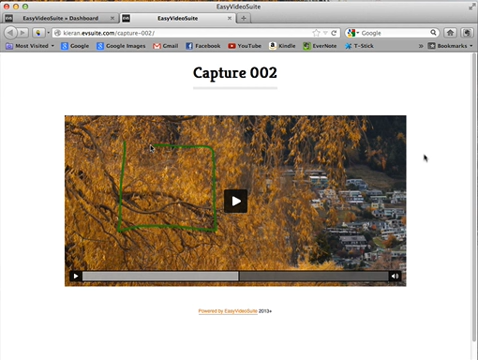 EasyVideoSuite
EasyVideoSuite » Dashboard
EasyVideoSuite
kieran.evsuite.com/capture-002/
Google
Most Visited
Google
Google Images
Gmail
Facebook
YouTube
Kindle
EverNote
T-Stick
Bookmarks
Capture 002
Powered by EasyVideoSuite 2013+